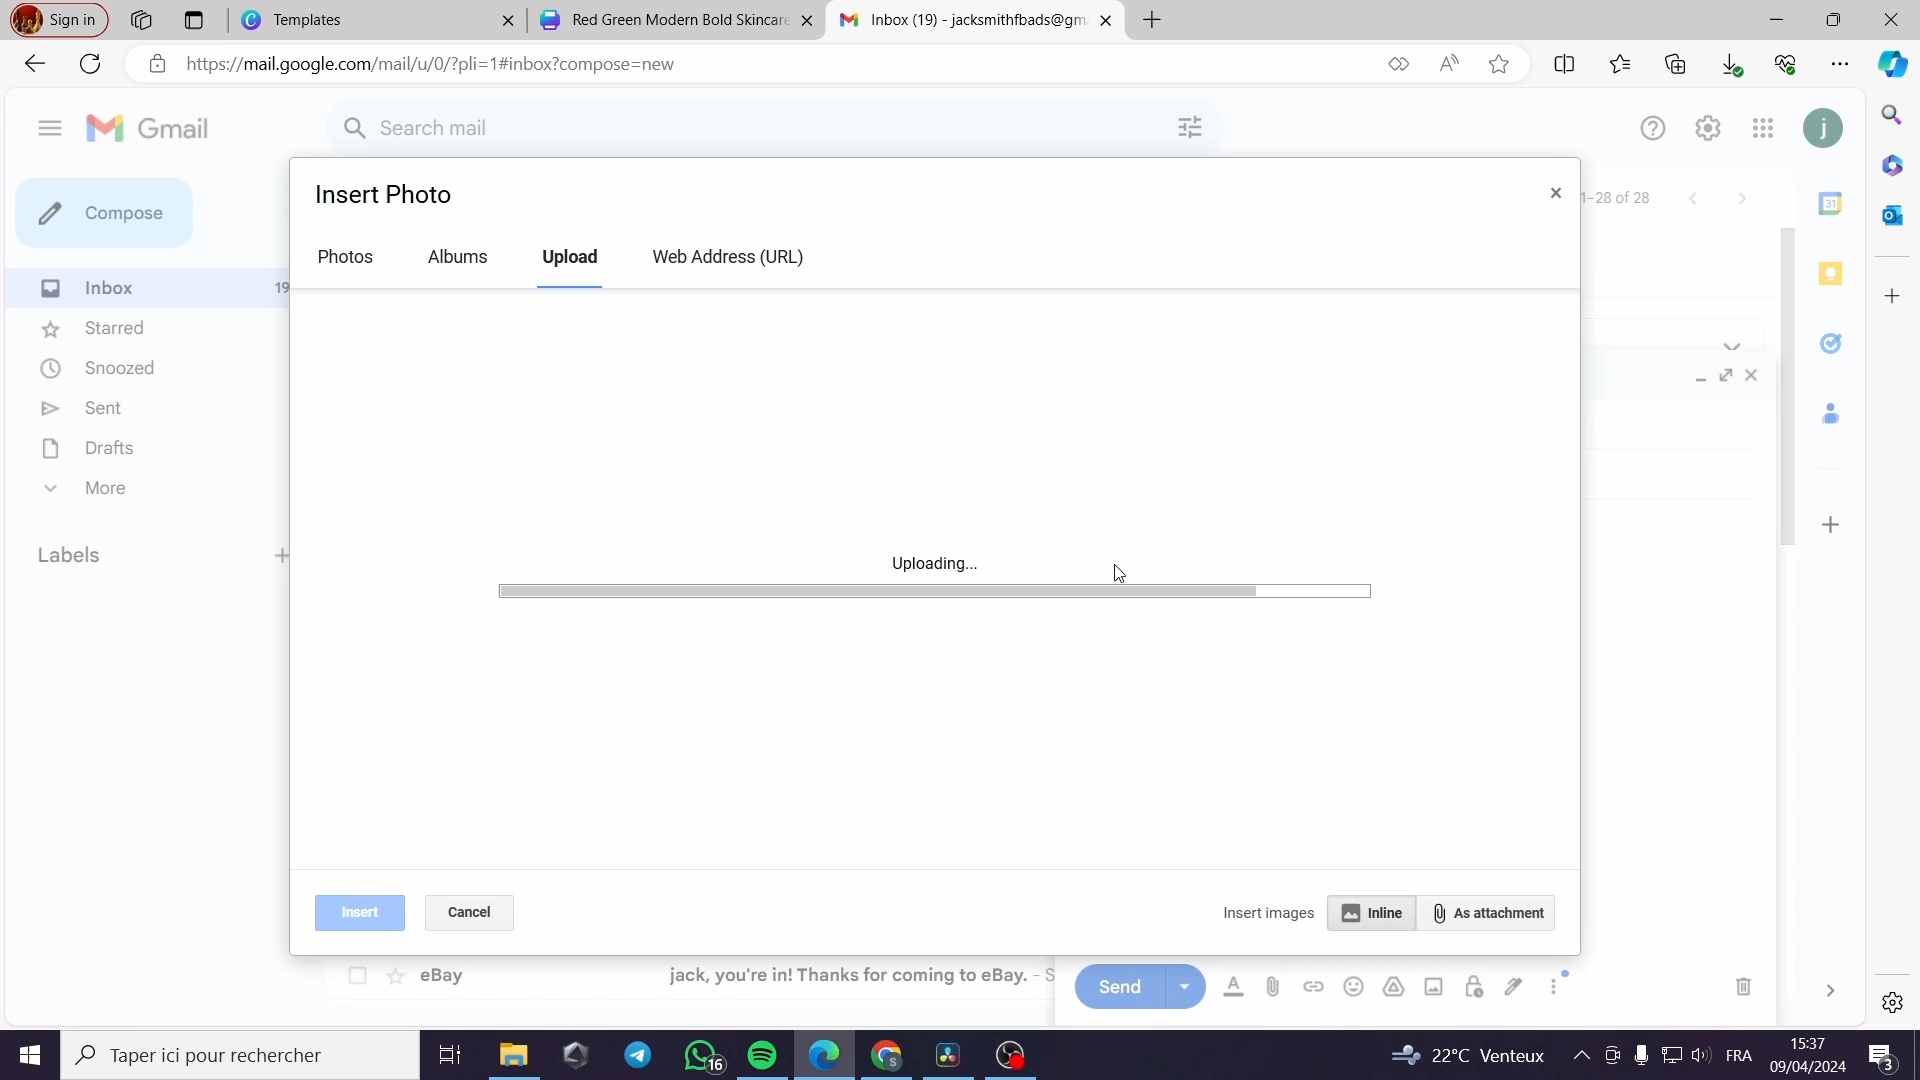 Sign in
Templates
Red Green Modern Bold Skincare
Inbox (19) - jacksmithfbads@gm
https://mail.google.com/mail/u/0/?pli=1#inbox?compose=new
Gmail
Search mail
j
Compose
Insert Photo
1–28 of 28
31
Photos
Albums
Upload
Web Address (URL)
Inbox
19
Starred
Snoozed
Sent
Drafts
More
Labels
Uploading...
Insert
Cancel
Insert images
Inline
As attachment
eBay
jack, you're in! Thanks for coming to eBay. - S
Send
Taper ici pour rechercher
16
22°C Venteux
FRA
15:37
09/04/2024
3